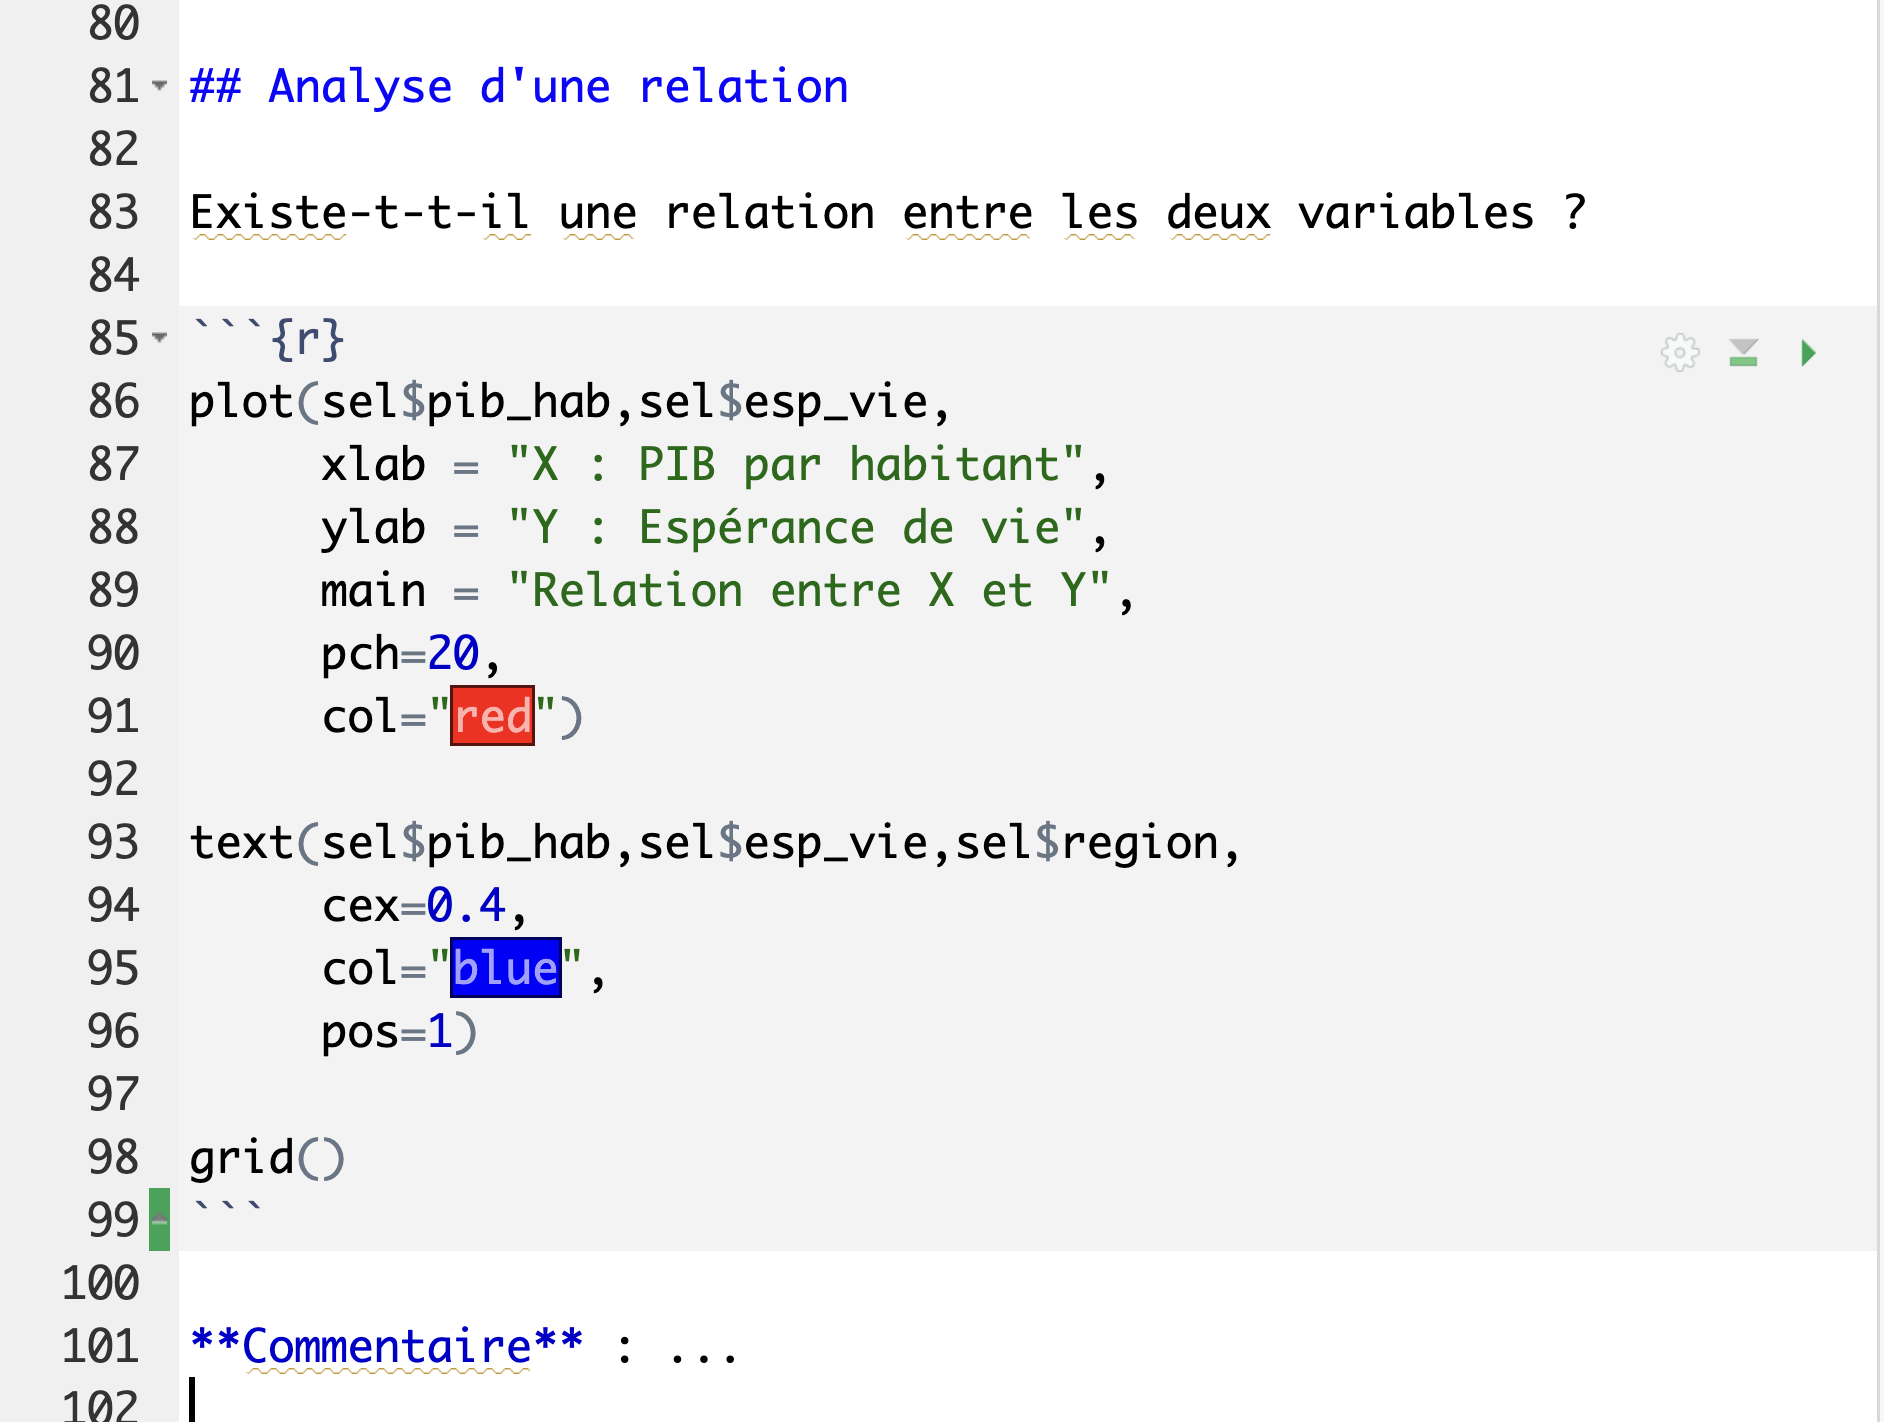 80
81 ## Analyse d'une relation
82
83 Existe-t-t-il une relation entre les deux variables ?
84
85 ```{r}
86 plot(sel$pib_hab,sel$esp_vie,
87      xlab = "X : PIB par habitant",
88      ylab = "Y : Espérance de vie",
89      main = "Relation entre X et Y",
90      pch=20,
91      col="red")
92
93 text(sel$pib_hab,sel$esp_vie,sel$region,
94      cex=0.4,
95      col="blue",
96      pos=1)
97
98 grid()
99 ```
100
101 **Commentaire** : ...
102